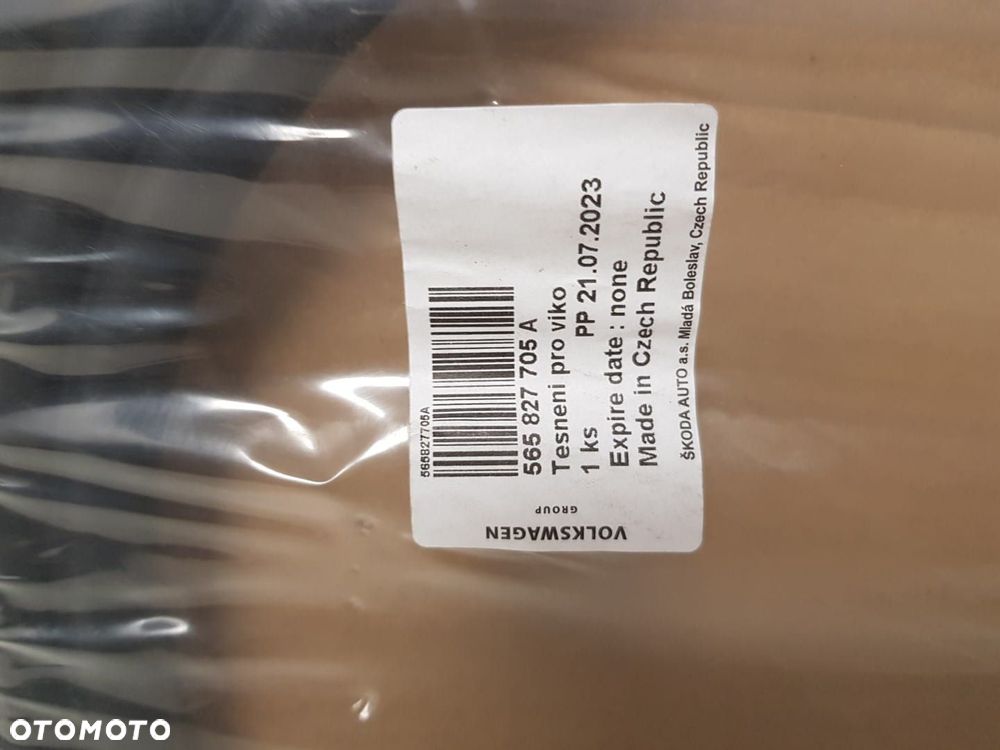 565827705A
565 827 705 A
Tesneni pro viko
1 ks PP 21.07.2023
Expire date : none
Made in Czech Republic
ŠKODA AUTO a.s. Mladá Boleslav, Czech Republic
VOLKSWAGEN
GROUP
OTOMOTO